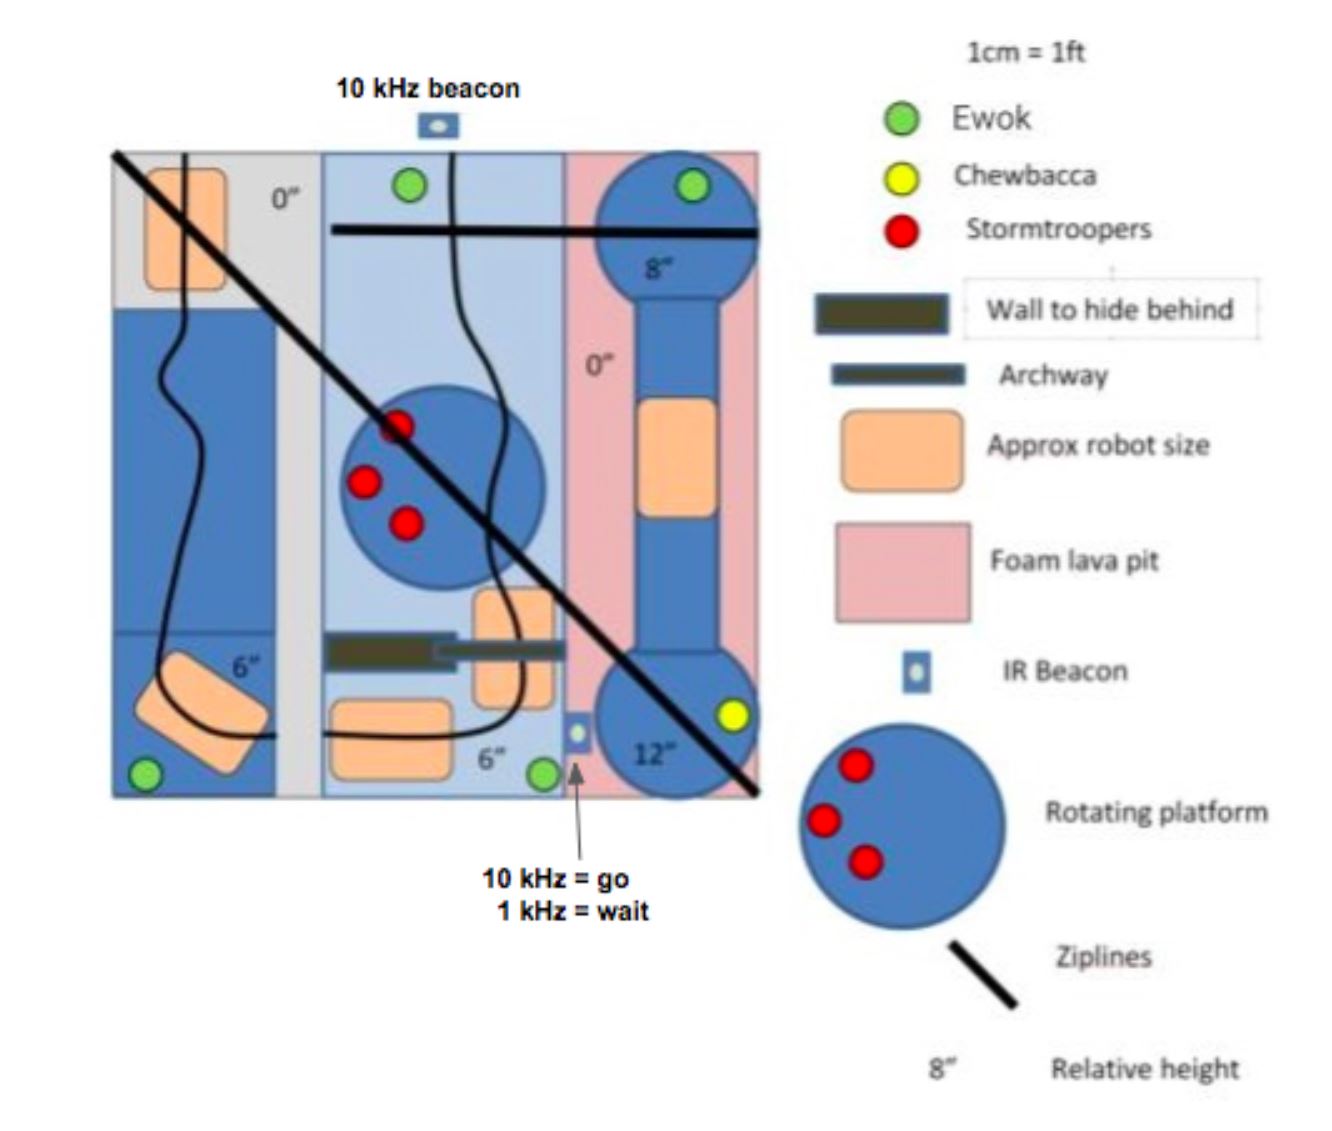 10 kHz beacon
0”
8”
0”
6”
6”
12”
10 kHz = go
1 kHz = wait
1cm = 1ft
Ewok
Chewbacca
Stormtroopers
Wall to hide behind
Archway
Approx robot size
Foam lava pit
IR Beacon
Rotating platform
Ziplines
8” Relative height